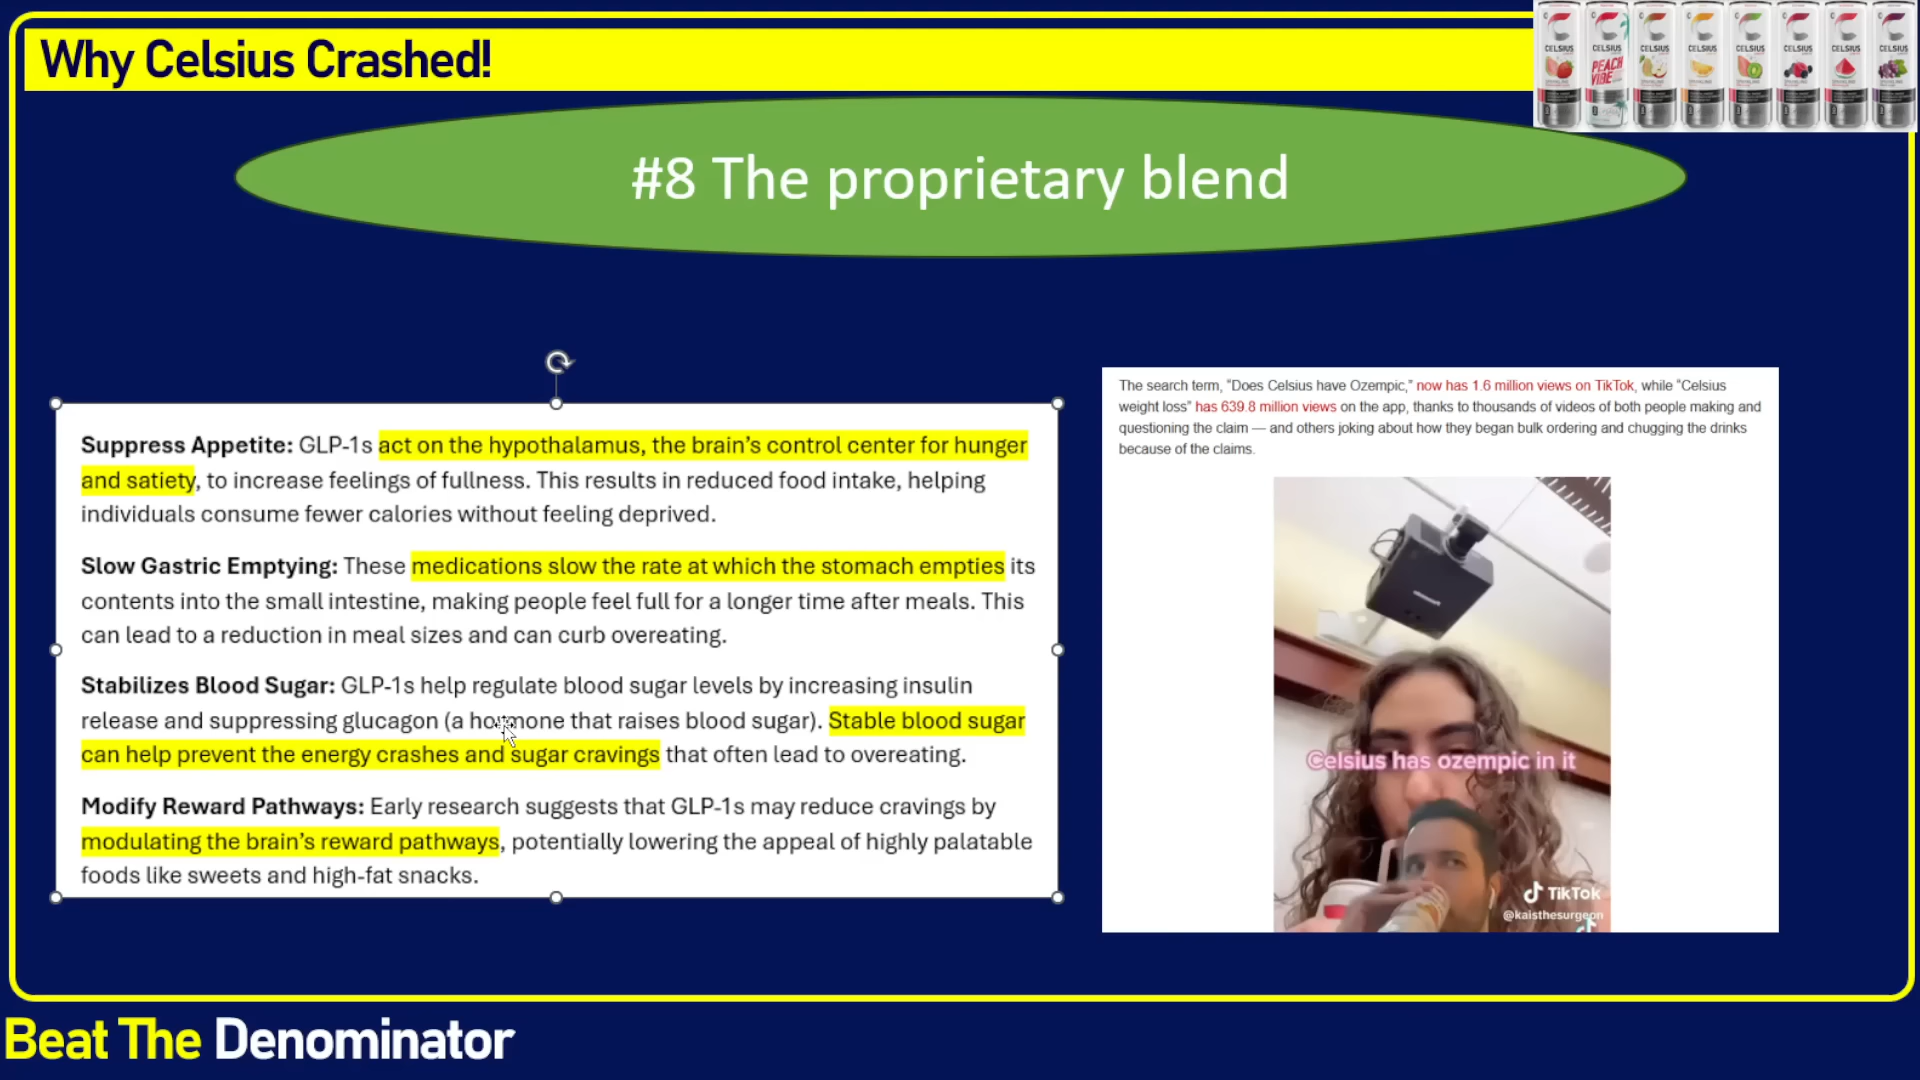 Why Celsius Crashed!
CELSIUS
CELSIUS
CELSIUS
CELSIUS
CELSIUS
CELSIUS
CELSIUS
CELSIUS
PEACH
VIBE
#8 The proprietary blend
Suppress Appetite: GLP-1s act on the hypothalamus, the brain’s control center for hunger
and satiety, to increase feelings of fullness. This results in reduced food intake, helping
individuals consume fewer calories without feeling deprived.
Slow Gastric Emptying: These medications slow the rate at which the stomach empties its
contents into the small intestine, making people feel full for a longer time after meals. This
can lead to a reduction in meal sizes and can curb overeating.
Stabilizes Blood Sugar: GLP-1s help regulate blood sugar levels by increasing insulin
release and suppressing glucagon (a hormone that raises blood sugar). Stable blood sugar
can help prevent the energy crashes and sugar cravings that often lead to overeating.
Modify Reward Pathways: Early research suggests that GLP-1s may reduce cravings by
modulating the brain’s reward pathways, potentially lowering the appeal of highly palatable
foods like sweets and high-fat snacks.
The search term, “Does Celsius have Ozempic,” now has 1.6 million views on TikTok, while “Celsius
weight loss” has 639.8 million views on the app, thanks to thousands of videos of both people making and
questioning the claim — and others joking about how they began bulk ordering and chugging the drinks
because of the claims.
Celsius has ozempic in it
TikTok
@kaisthesurgeon
Beat The Denominator